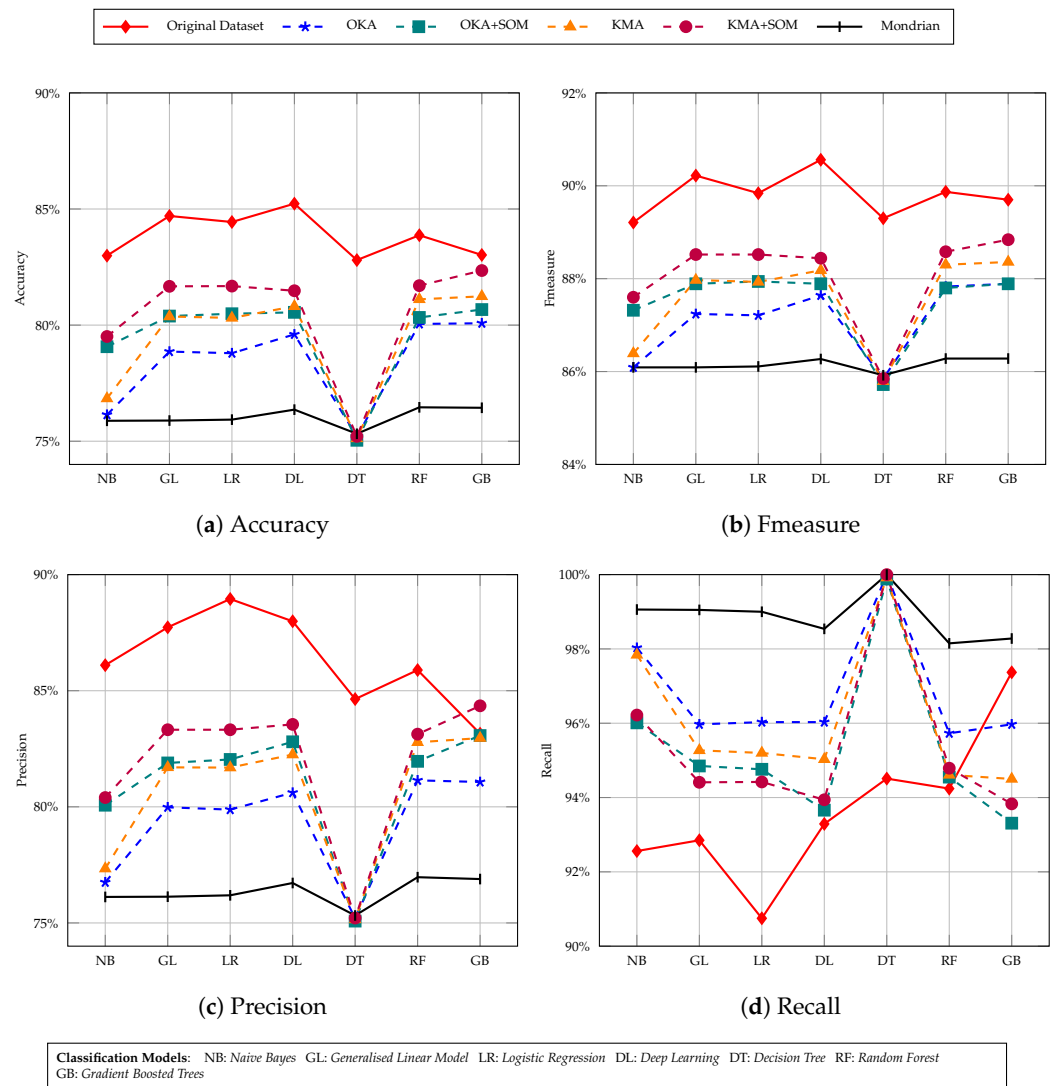 Original Dataset OKA OKA+SOM KMA KMA+SOM Mondrian
90%
85%
80%
75%
Accuracy
NB GL LR DL DT RF GB
(a) Accuracy
92%
90%
88%
86%
84%
Fmeasure
NB GL LR DL DT RF GB
(b) Fmeasure
90%
85%
80%
75%
Precision
NB GL LR DL DT RF GB
(c) Precision
100%
98%
96%
94%
92%
90%
Recall
NB GL LR DL DT RF GB
(d) Recall
Classification Models: NB: Naive Bayes GL: Generalised Linear Model LR: Logistic Regression DL: Deep Learning DT: Decision Tree RF: Random Forest
GB: Gradient Boosted Trees